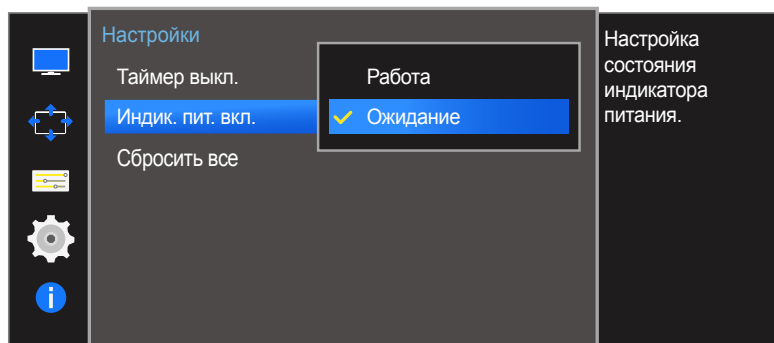 Настройки
Таймер выкл.
Индик. пит. вкл.
Сбросить все
Работа
Ожидание
Настройка
состояния
индикатора
питания.